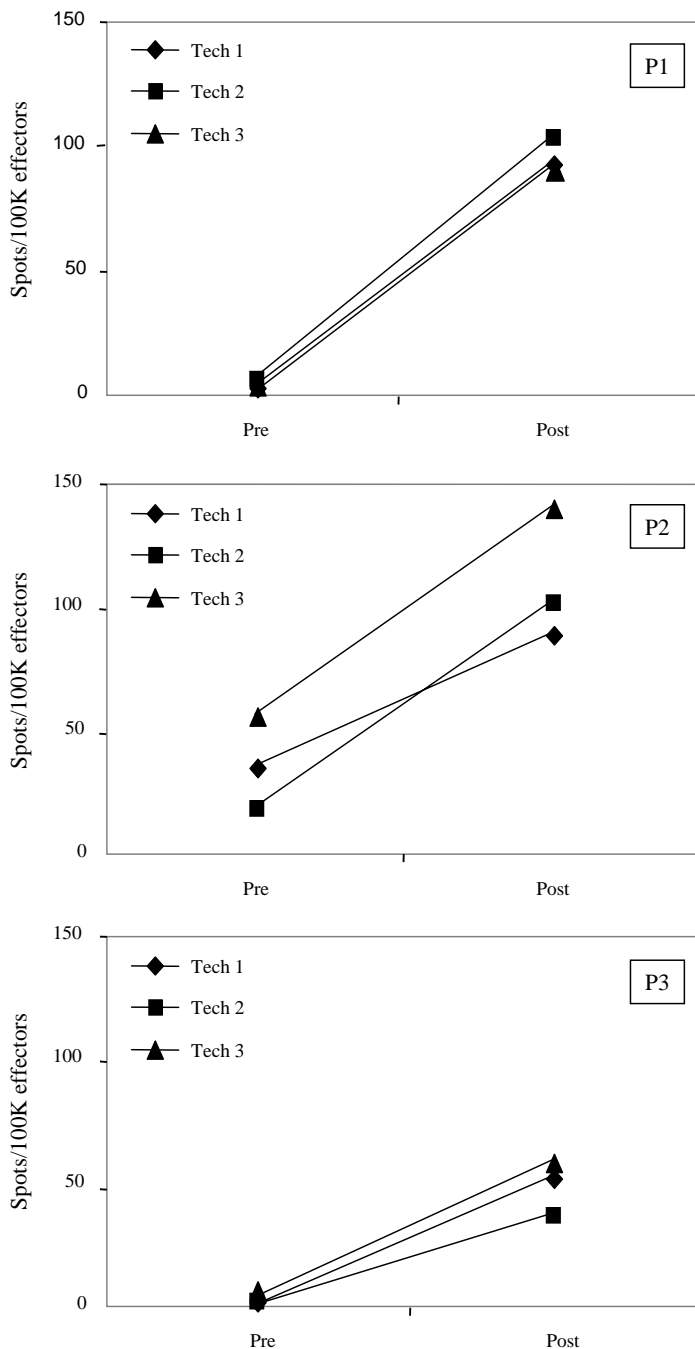 150
Tech 1
P1
Tech 2
Tech 3
100
Spots/100K effectors
50
0
Pre Post
150
Tech 1
P2
Tech 2
Tech 3
100
Spots/100K effectors
50
0
Pre Post
150
Tech 1
P3
Tech 2
Tech 3
100
Spots/100K effectors
50
0
Pre Post